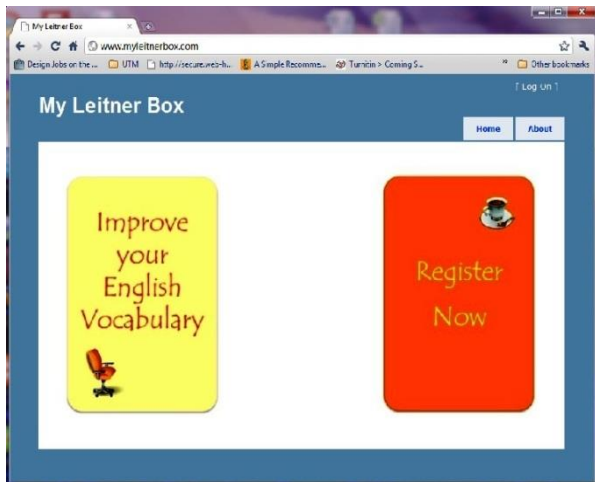 My Leitner Box
www.myleitnerbox.com
Design Jobs on the ... UTM http://secure.web-h... A Simple Recomme... Turnitin > Coming S... » Other bookmarks
[ Log On ]
My Leitner Box
Home About
Improve
your
English
Vocabulary
Register
Now